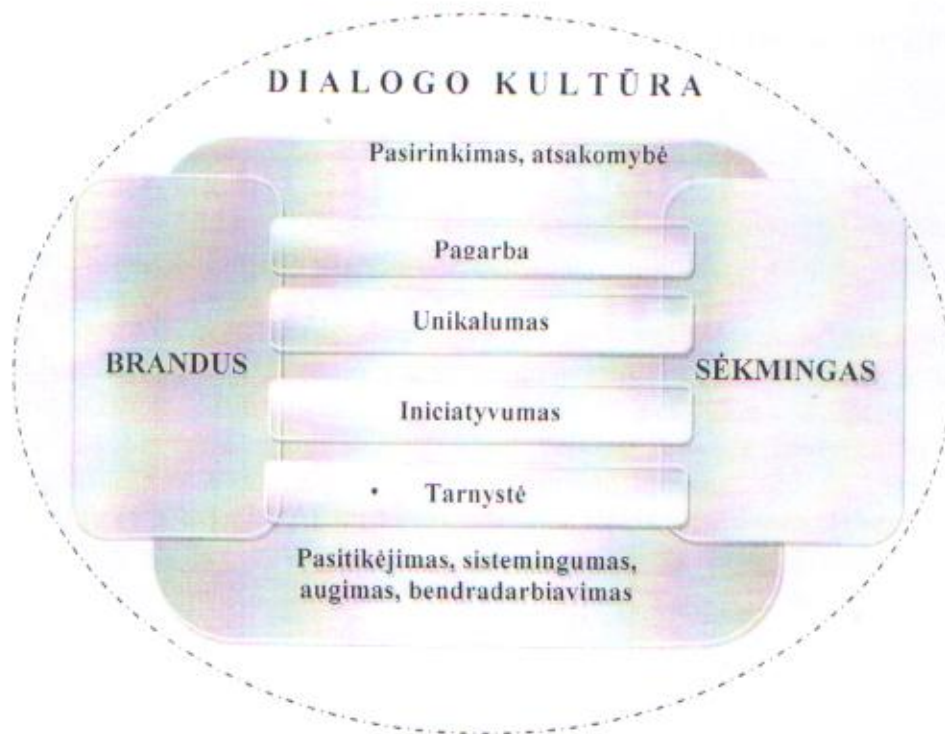 DIALOGO KULTŪRA
Pasirinkimas, atsakomybė
Pagarba
Unikalumas
BRANDUS
SĖKMINGAS
Iniciatyvumas
Tarnystė
Pasitikėjimas, sistemingumas,
augimas, bendradarbiavimas